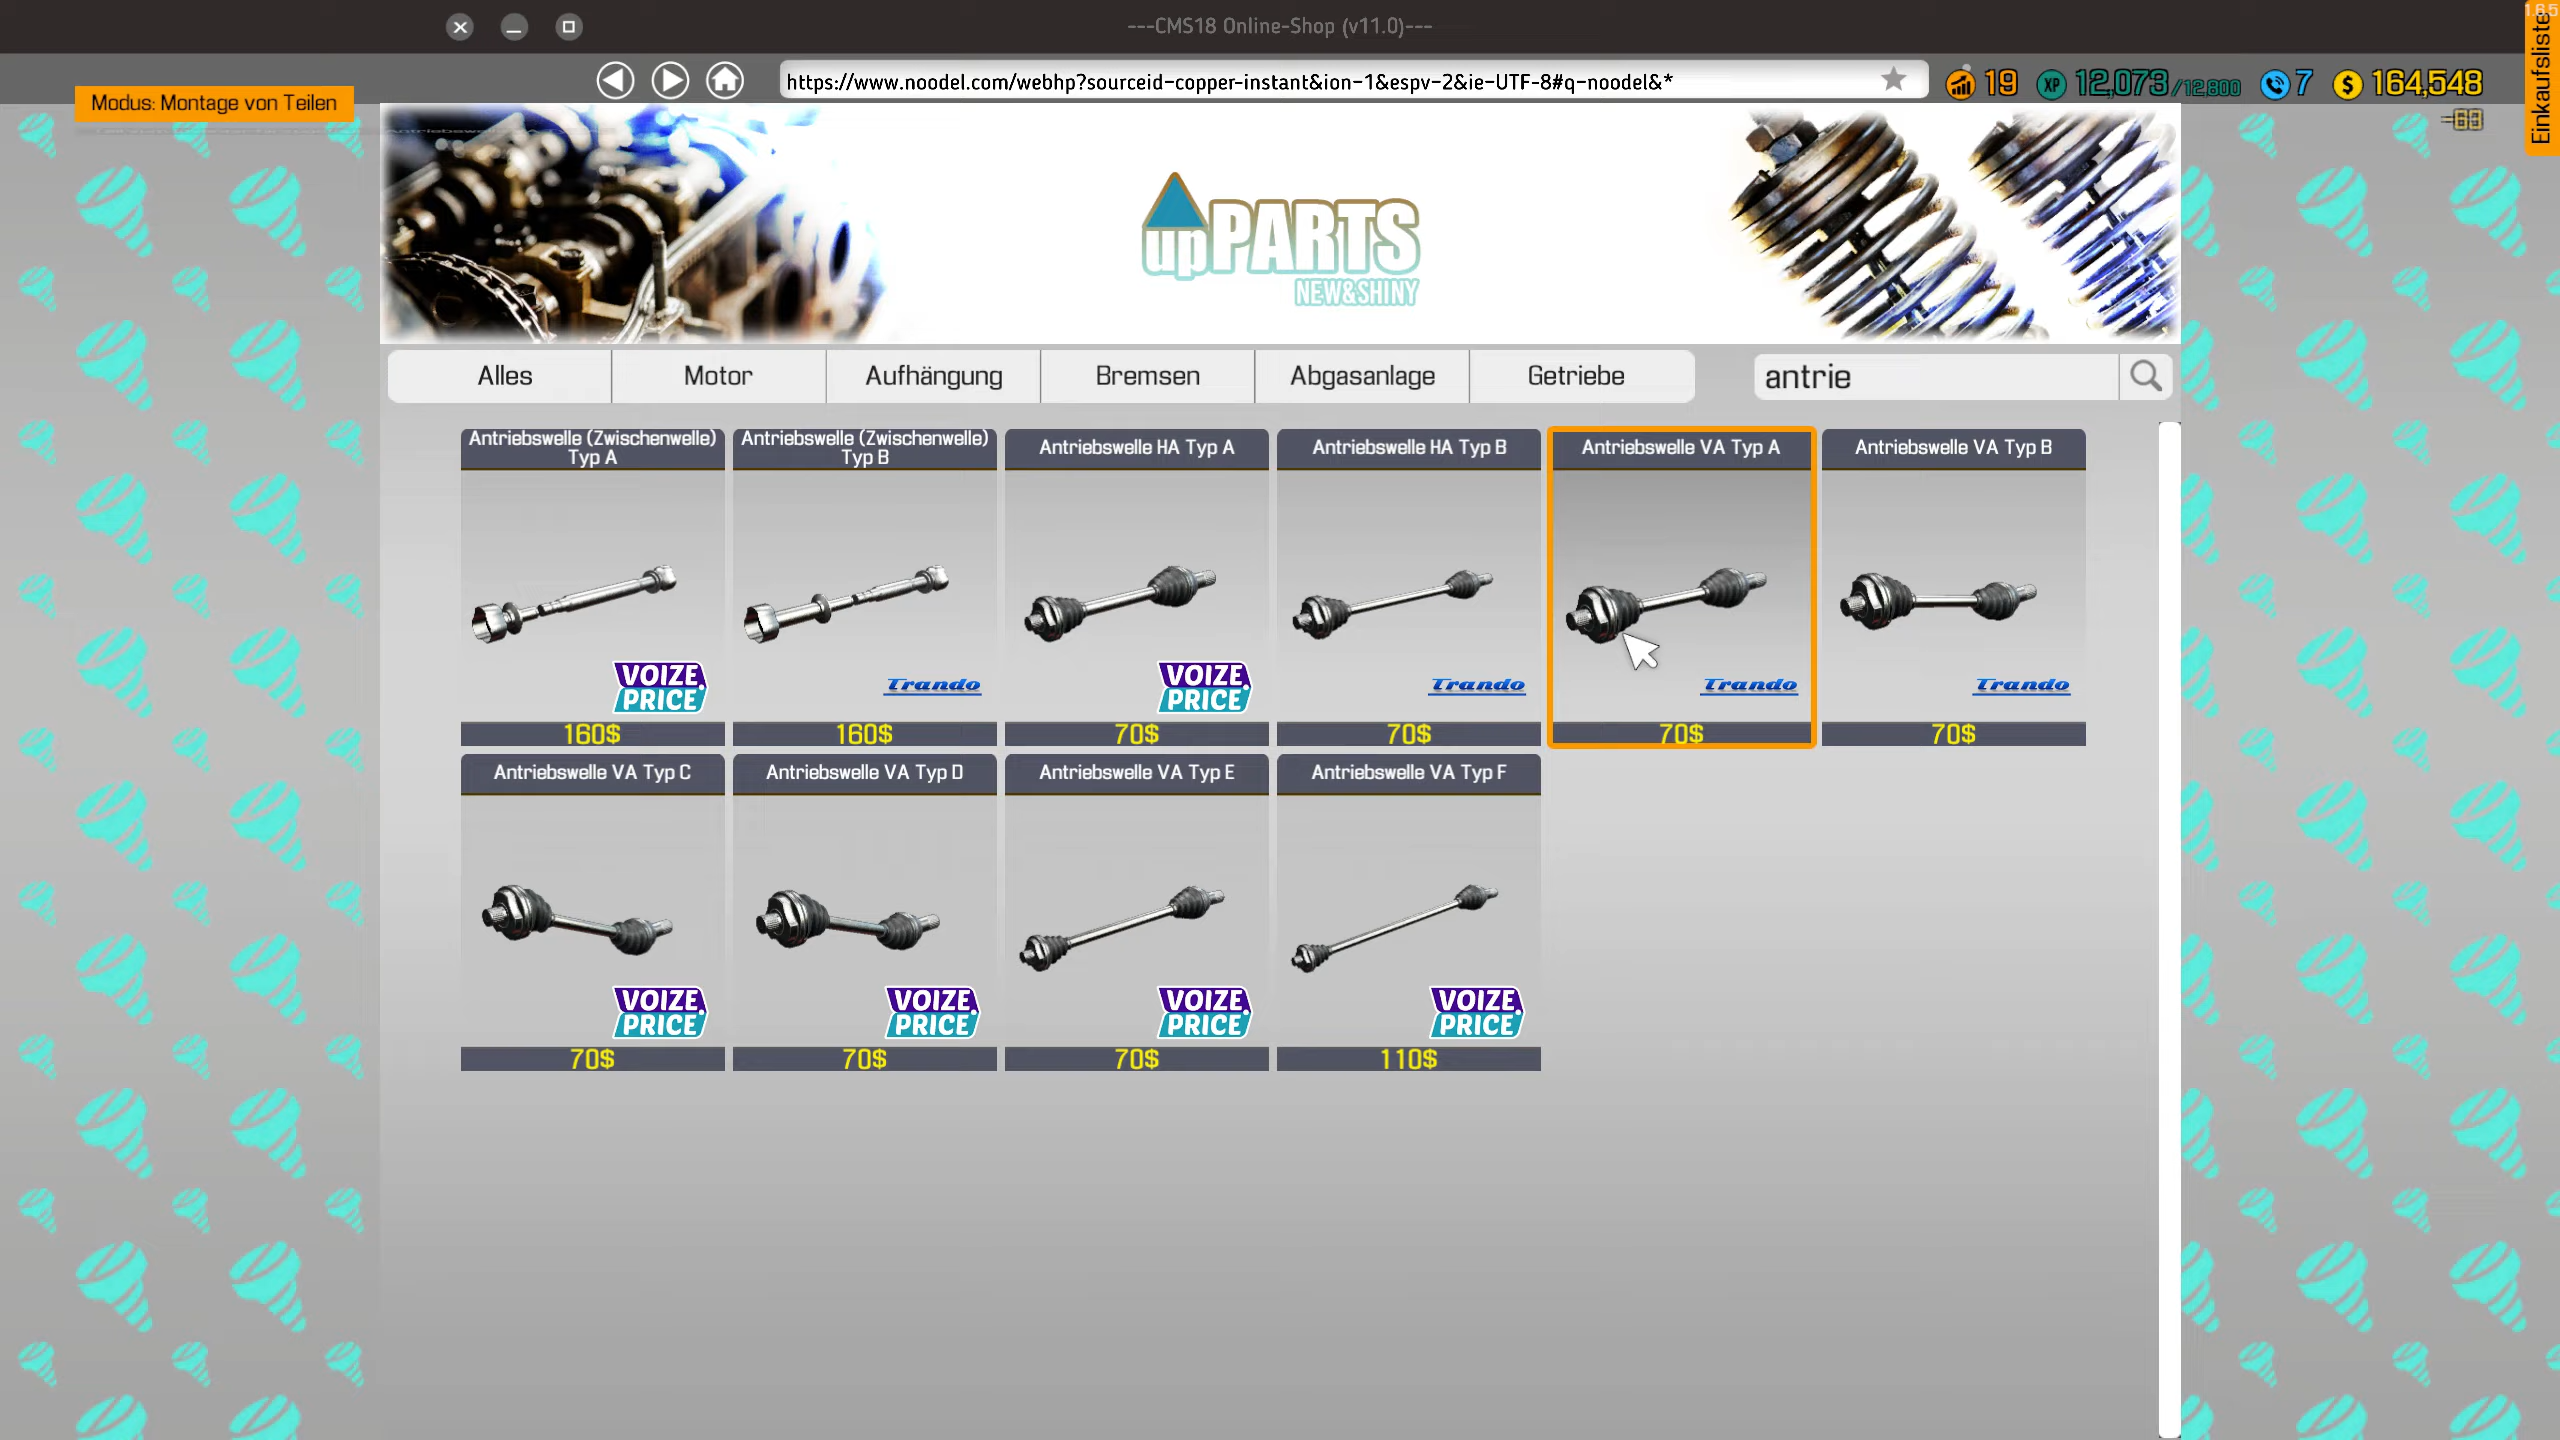 ---CMS18 Online-Shop (v11.0)---
1.6.5
Einkaufsliste
https://www.noodel.com/webhp?sourceid-copper-instant&ion-1&espv-2&ie-UTF-8#q-noodel&*
XP
19
12,073/12,800
7
$
164,548
-63
Modus: Montage von Teilen
upPARTS
NEW&SHINY
Alles
Motor
Aufhängung
Bremsen
Abgasanlage
Getriebe
antrie
Antriebswelle (Zwischenwelle)
Typ A
VOIZE.
PRICE
160$
Antriebswelle (Zwischenwelle)
Typ B
Trando
160$
Antriebswelle HA Typ A
VOIZE.
PRICE
70$
Antriebswelle HA Typ B
Trando
70$
Antriebswelle VA Typ A
Trando
70$
Antriebswelle VA Typ B
Trando
70$
Antriebswelle VA Typ C
VOIZE.
PRICE
70$
Antriebswelle VA Typ D
VOIZE.
PRICE
70$
Antriebswelle VA Typ E
VOIZE.
PRICE
70$
Antriebswelle VA Typ F
VOIZE.
PRICE
110$